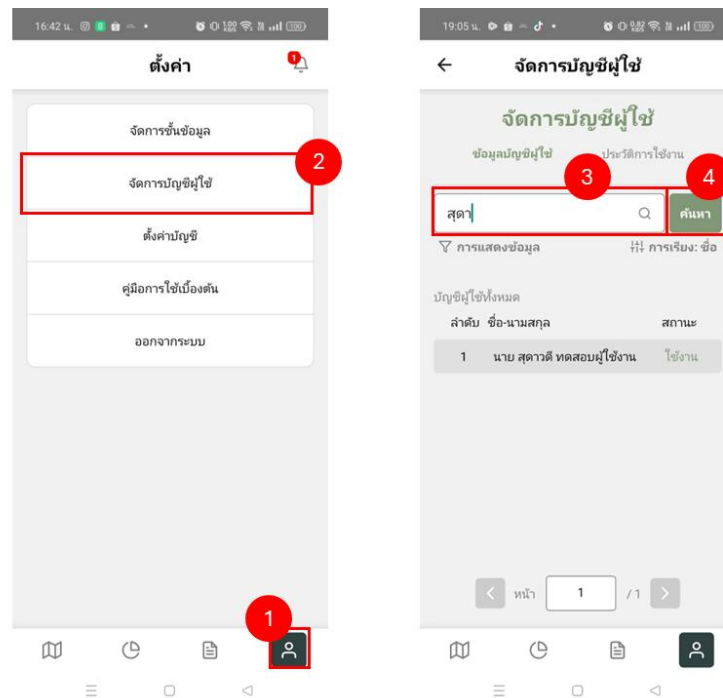 16:42 น.
100
ตั้งค่า
1
จัดการชั้นข้อมูล
2
จัดการบัญชีผู้ใช้
ตั้งค่าบัญชี
คู่มือการใช้เบื้องต้น
ออกจากระบบ
1
19:05 น.
100
จัดการบัญชีผู้ใช้
จัดการบัญชีผู้ใช้
ข้อมูลบัญชีผู้ใช้ ประวัติการใช้งาน
3 4
สุดา ค้นหา
การแสดงข้อมูล การเรียง: ชื่อ
บัญชีผู้ใช้ทั้งหมด
ลำดับ ชื่อ-นามสกุล สถานะ
1 นาย สุดาวดี ทดสอบผู้ใช้งาน ใช้งาน
หน้า 1 / 1